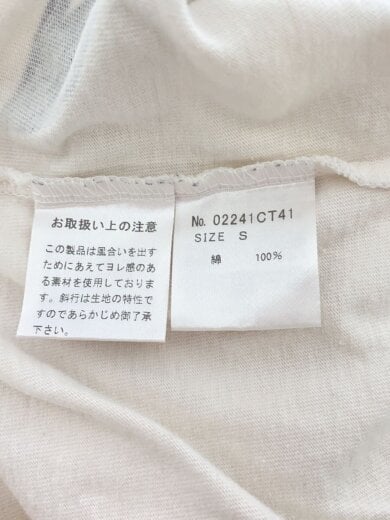 お取扱い上の注意
この製品は風合いを出す
ためにあえてヨレ感のあ
る素材を使用しておりま
す。斜行は生地の特性で
すのであらかじめ御了承
下さい。
No. 02241CT41
SIZE S
綿 100%